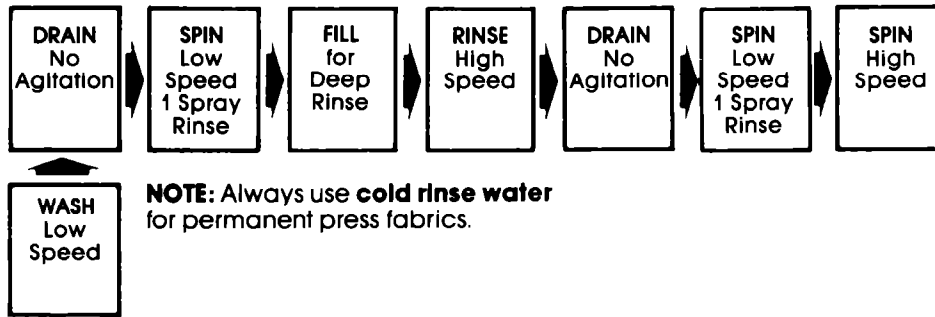 DRAIN
No
Agitation
SPIN
Low
Speed
1 Spray
Rinse
FILL
for
Deep
Rinse
RINSE
High
Speed
DRAIN
No
Agitation
SPIN
Low
Speed
1 Spray
Rinse
SPIN
High
Speed
WASH
Low
Speed
NOTE: Always use cold rinse water
for permanent press fabrics.